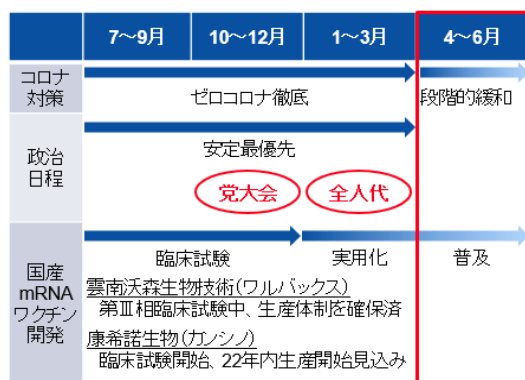 7～9月 10～12月 1～3月 4～6月
コロナ
対策
ゼロコロナ徹底 段階的緩和
政治
日程
安定最優先
党大会 全人代
国産
mRNA
ワクチン
開発
臨床試験 実用化 普及
雲南沃森生物技術(ワルバックス)
第Ⅲ相臨床試験中、生産体制を確保済
康希諾生物(カンシノ)
臨床試験開始、22年内生産開始見込み